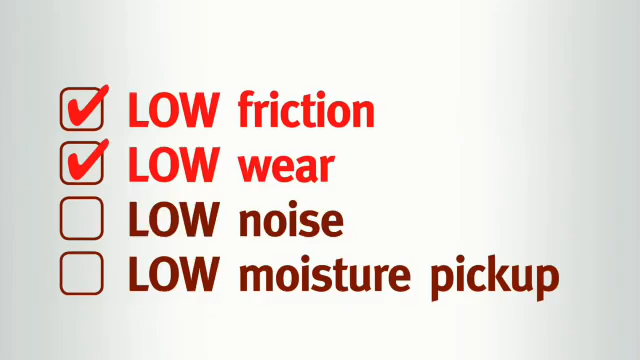 LOW friction
LOW wear
LOW noise
LOW moisture pickup